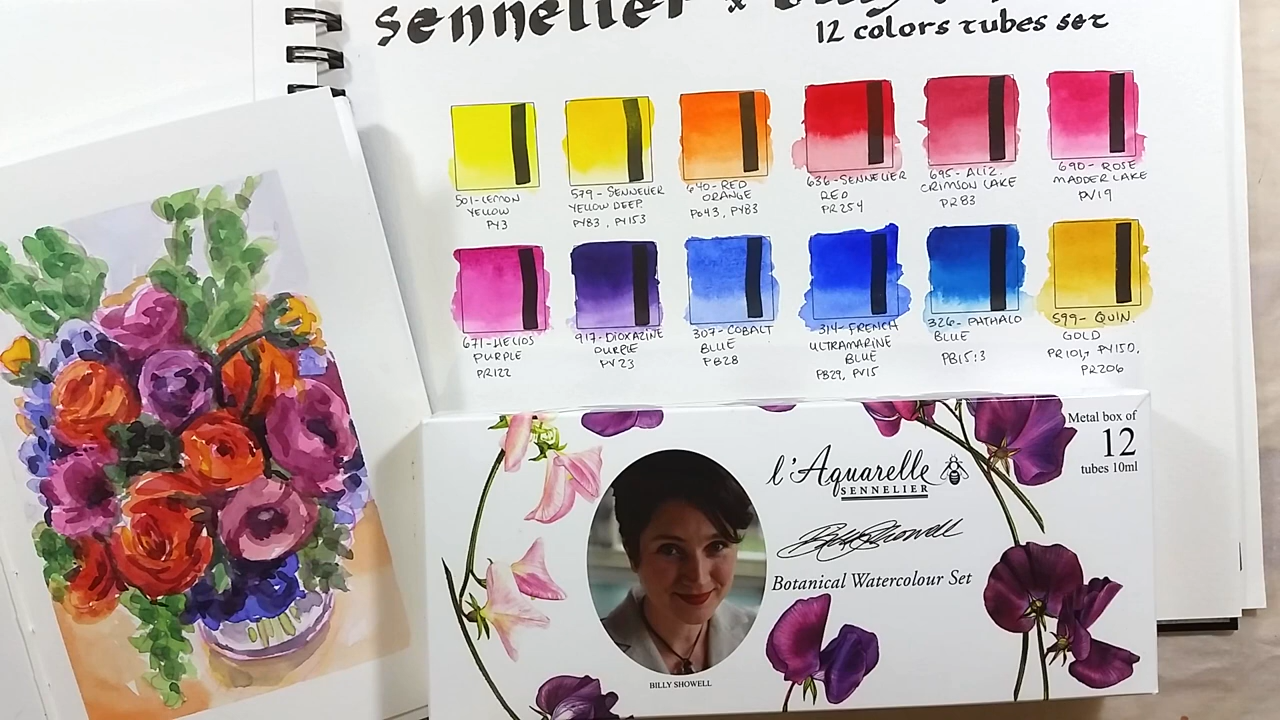 sennelier x Billy
12 colors tubes set
501-LEMON
YELLOW
PY3
579- SENNELIER
YELLOW DEEP
PY83, PY153
640- RED
ORANGE
PO43, PY83
636-SENNELIER
RED
PR254
695- ALIZ.
CRIMSON LAKE
PR83
690- ROSE
MADDER LAKE
PV19
671-HELIOS
PURPLE
PR122
917-DIOXAZINE
PURPLE
PV23
307-COBALT
BLUE
PB28
314-FRENCH
ULTRAMARINE
BLUE
PB29, PV15
326- PHTHALO
BLUE
PB15:3
599- QUIN.
GOLD
PR101, PY150,
PR206
Metal box of
12
tubes 10ml
l'Aquarelle
SENNELIER
Billy Showell
Botanical Watercolour Set
BILLY SHOWELL